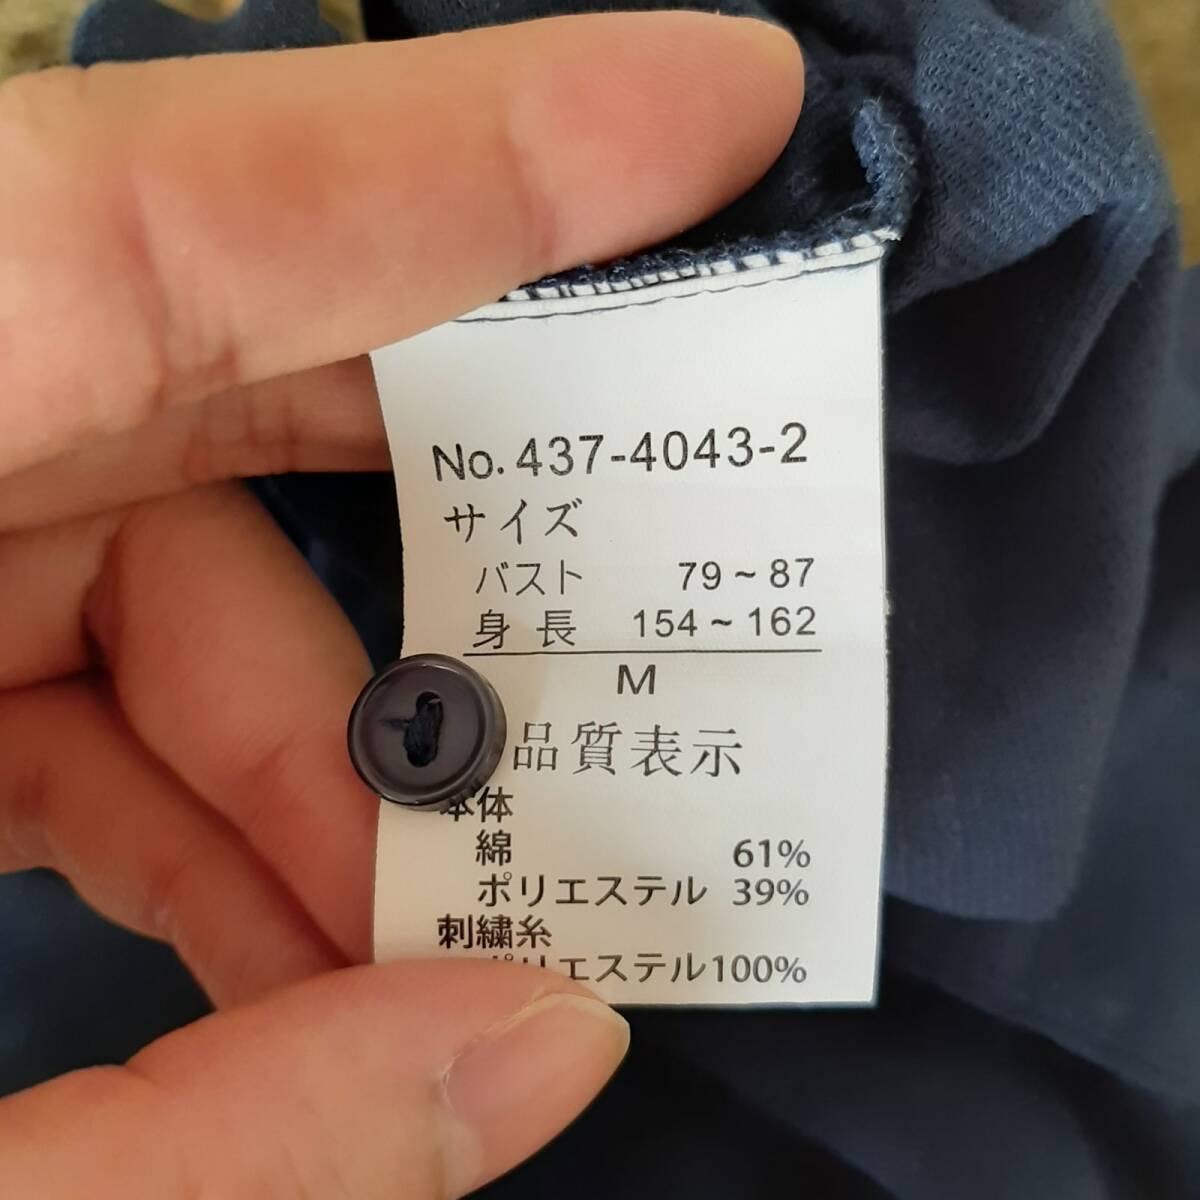 No. 437-4043-2
サイズ
バスト 79~87
身長 154~162
M
品質表示
本体
綿 61%
ポリエステル 39%
刺繍糸
ポリエステル100%